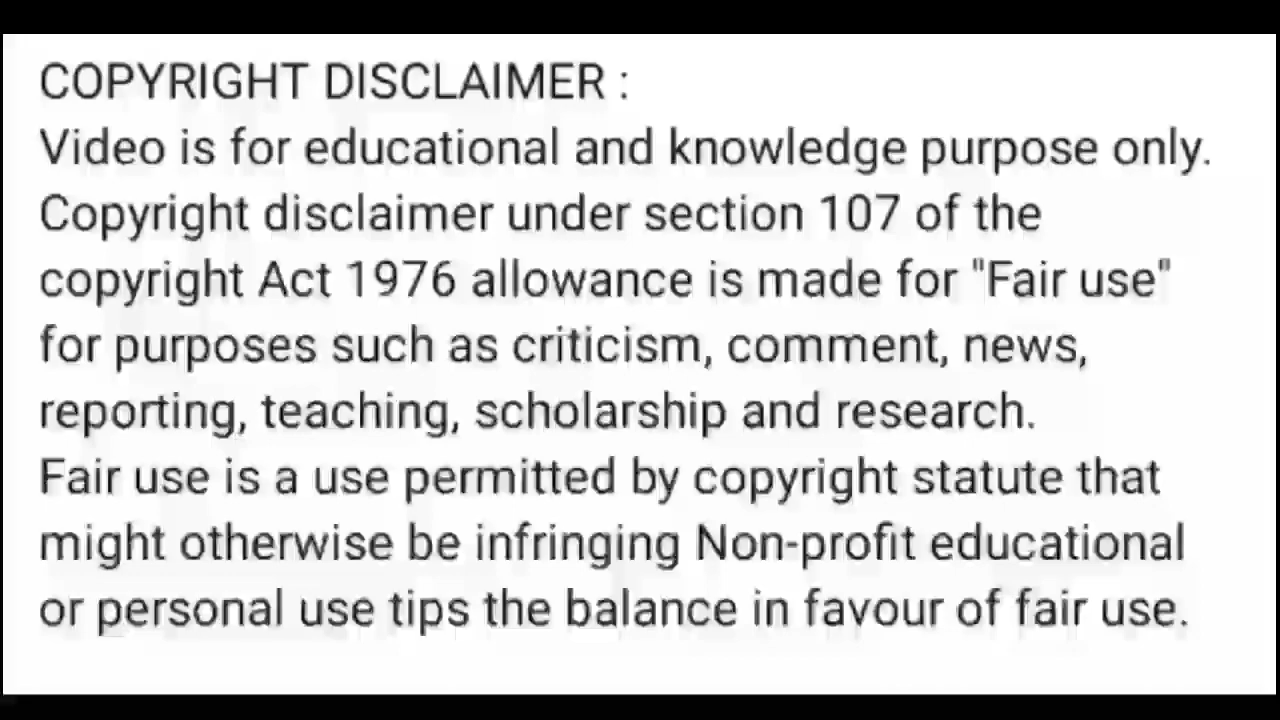 COPYRIGHT DISCLAIMER :
Video is for educational and knowledge purpose only.
Copyright disclaimer under section 107 of the
copyright Act 1976 allowance is made for "Fair use"
for purposes such as criticism, comment, news,
reporting, teaching, scholarship and research.
Fair use is a use permitted by copyright statute that
might otherwise be infringing Non-profit educational
or personal use tips the balance in favour of fair use.